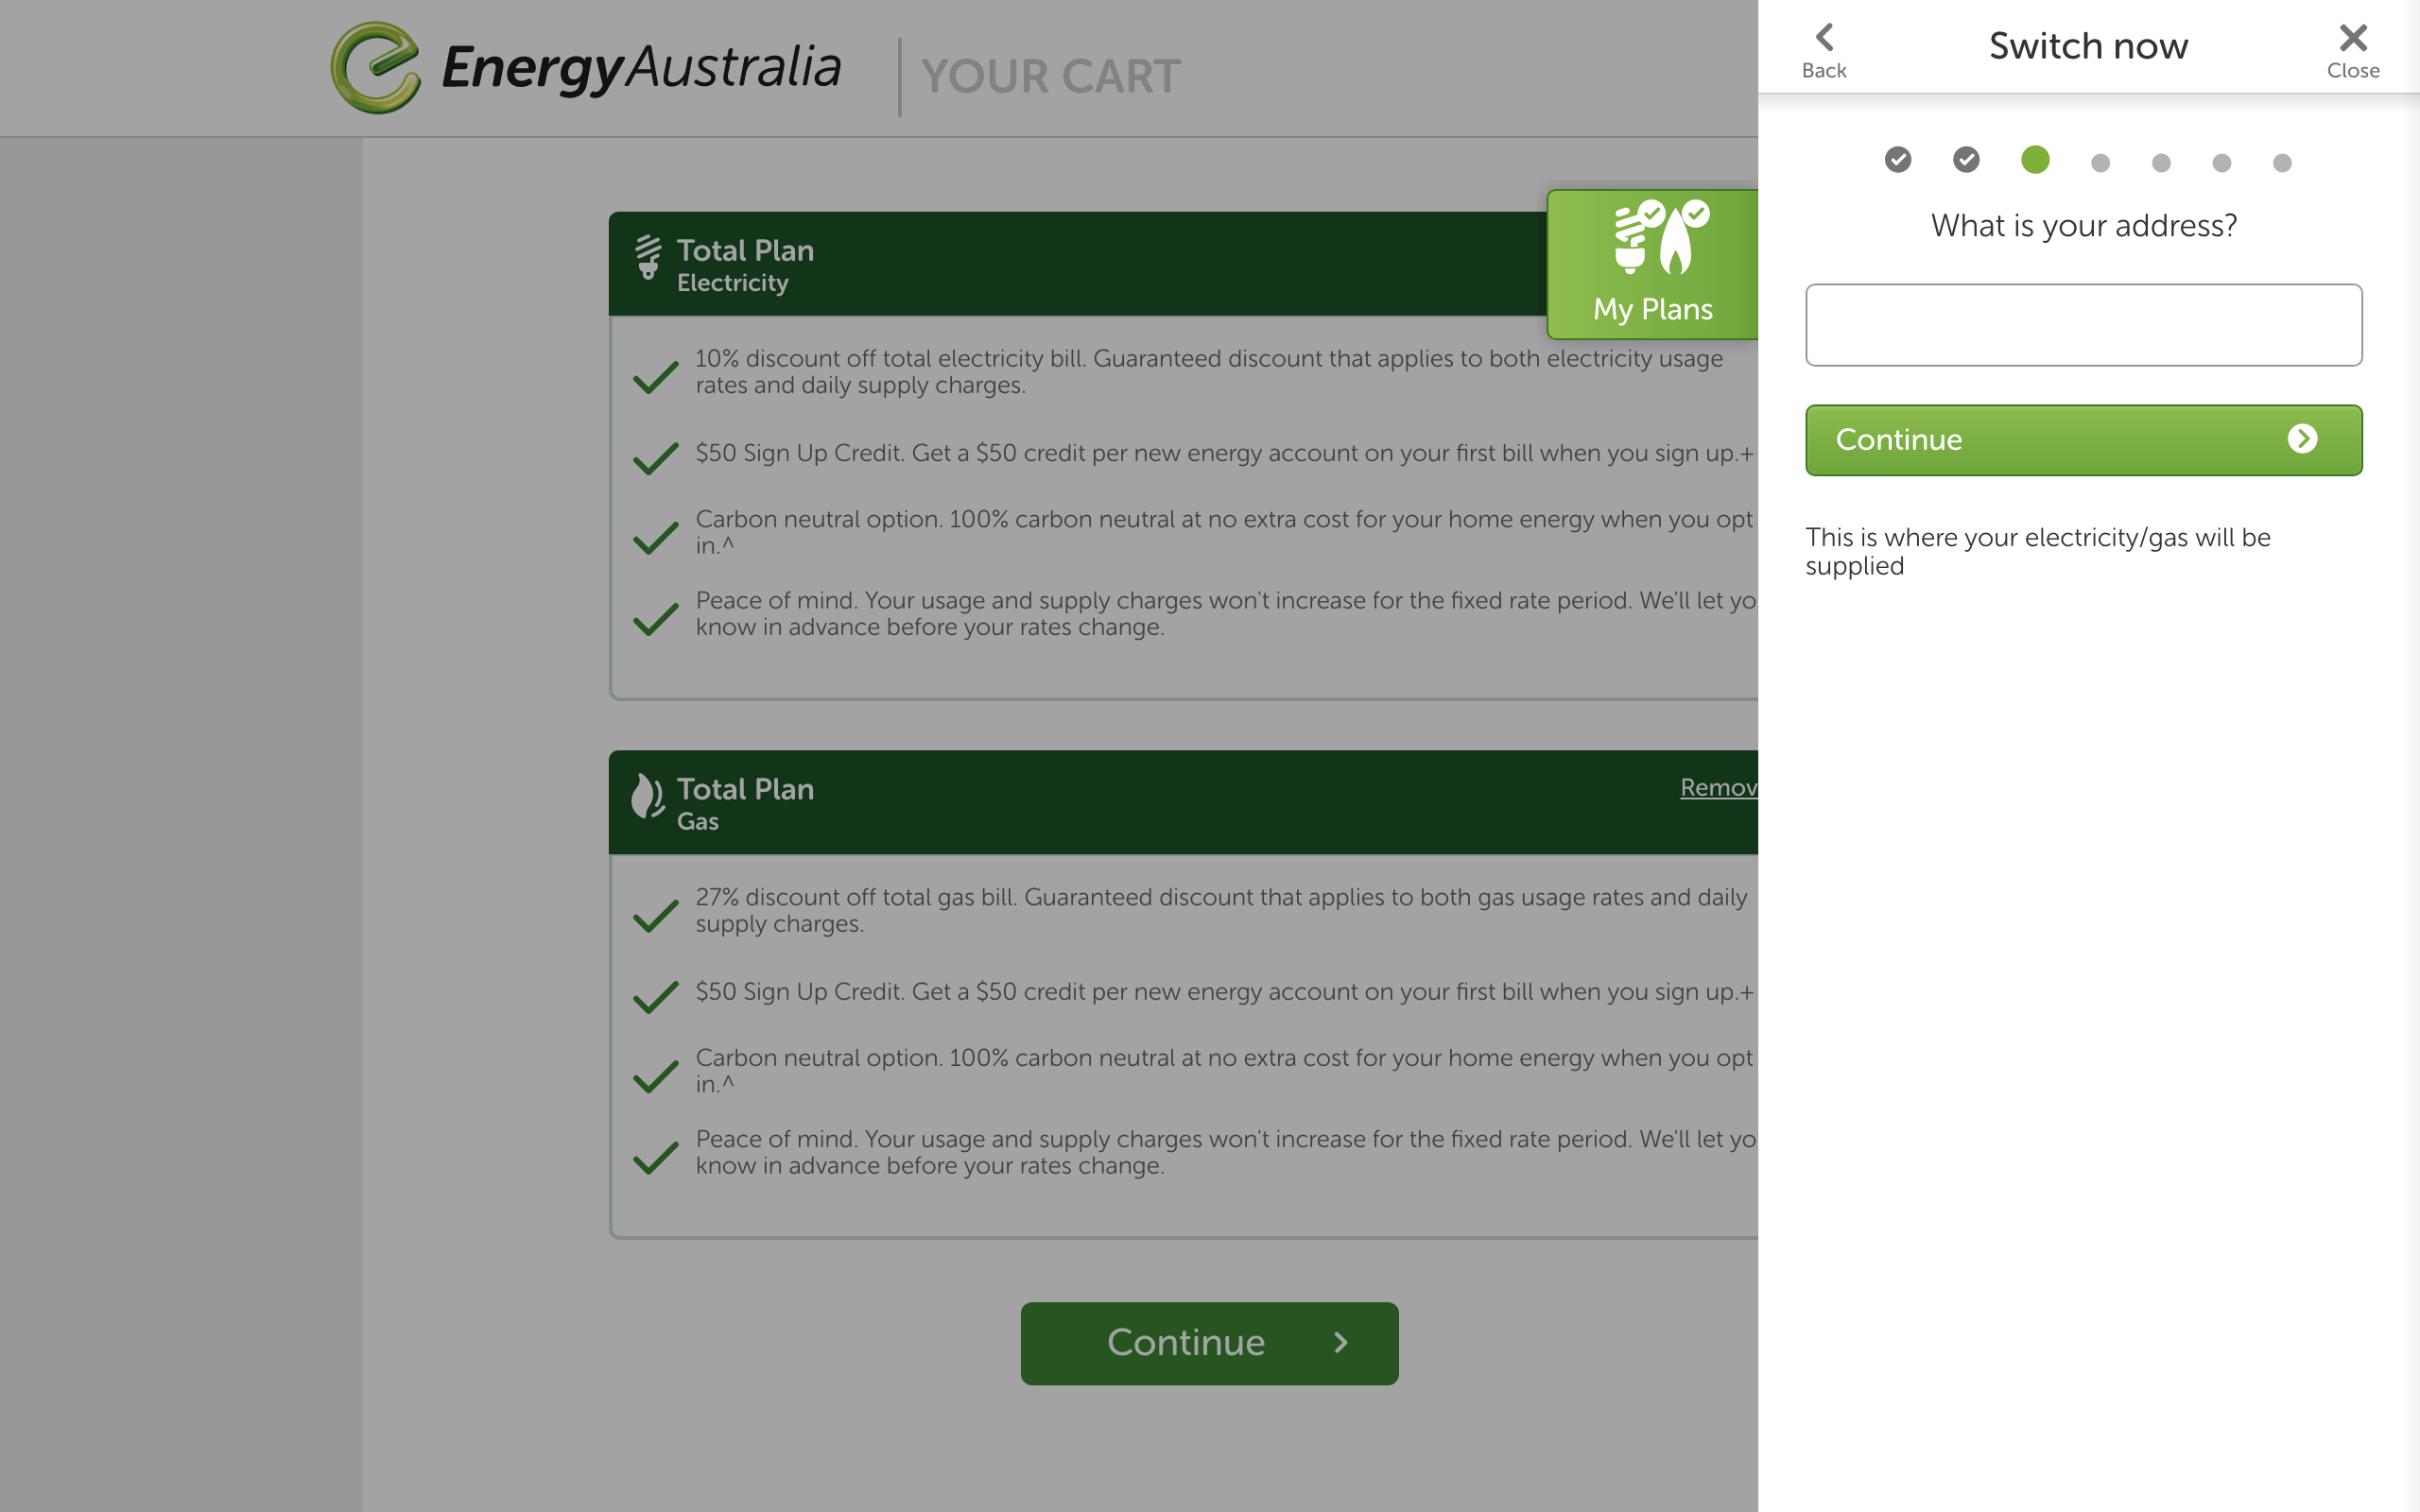 EnergyAustralia
YOUR CART
Back
Switch now
Close
What is your address?
Continue
This is where your electricity/gas will be
supplied
My Plans
Total Plan
Electricity
10% discount off total electricity bill. Guaranteed discount that applies to both electricity usage
rates and daily supply charges.
$50 Sign Up Credit. Get a $50 credit per new energy account on your first bill when you sign up.+
Carbon neutral option. 100% carbon neutral at no extra cost for your home energy when you opt
in.^
Peace of mind. Your usage and supply charges won't increase for the fixed rate period. We'll let yo
know in advance before your rates change.
Total Plan
Remov
Gas
27% discount off total gas bill. Guaranteed discount that applies to both gas usage rates and daily
supply charges.
$50 Sign Up Credit. Get a $50 credit per new energy account on your first bill when you sign up.+
Carbon neutral option. 100% carbon neutral at no extra cost for your home energy when you opt
in.^
Peace of mind. Your usage and supply charges won't increase for the fixed rate period. We'll let yo
know in advance before your rates change.
Continue